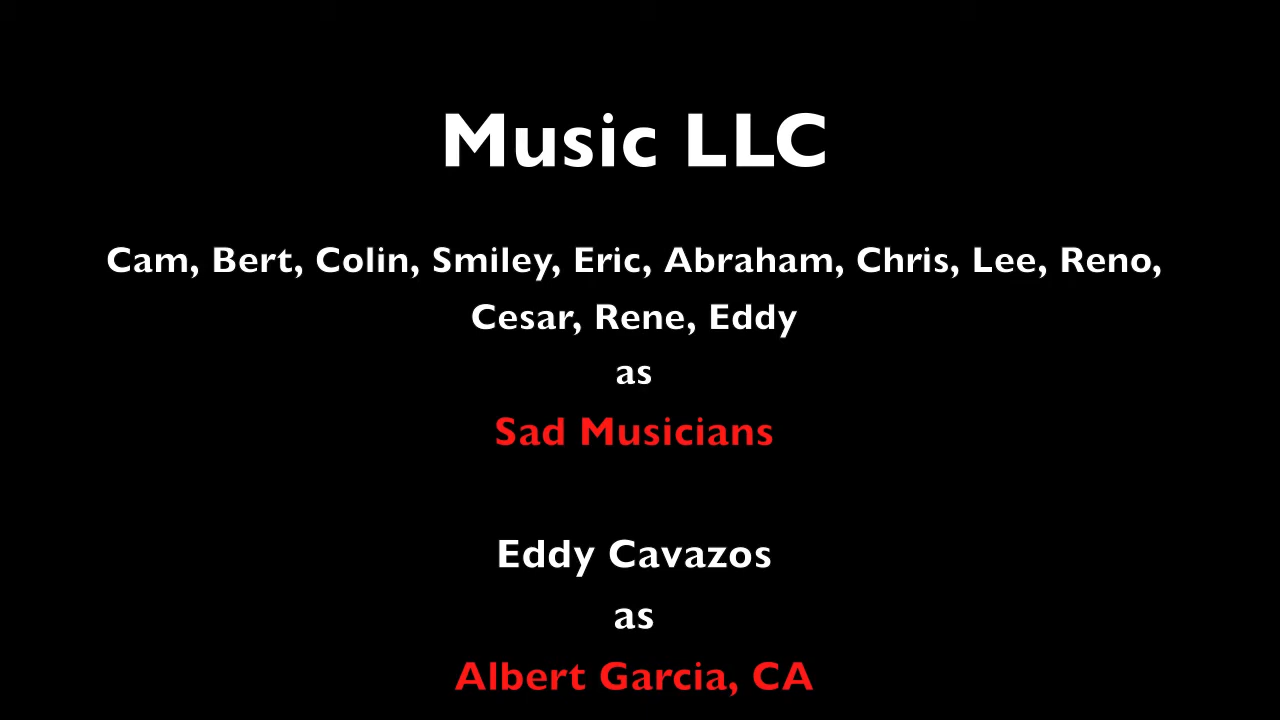 Music LLC
Cam, Bert, Colin, Smiley, Eric, Abraham, Chris, Lee, Reno,
Cesar, Rene, Eddy
as
Sad Musicians
Eddy Cavazos
as
Albert Garcia, CA